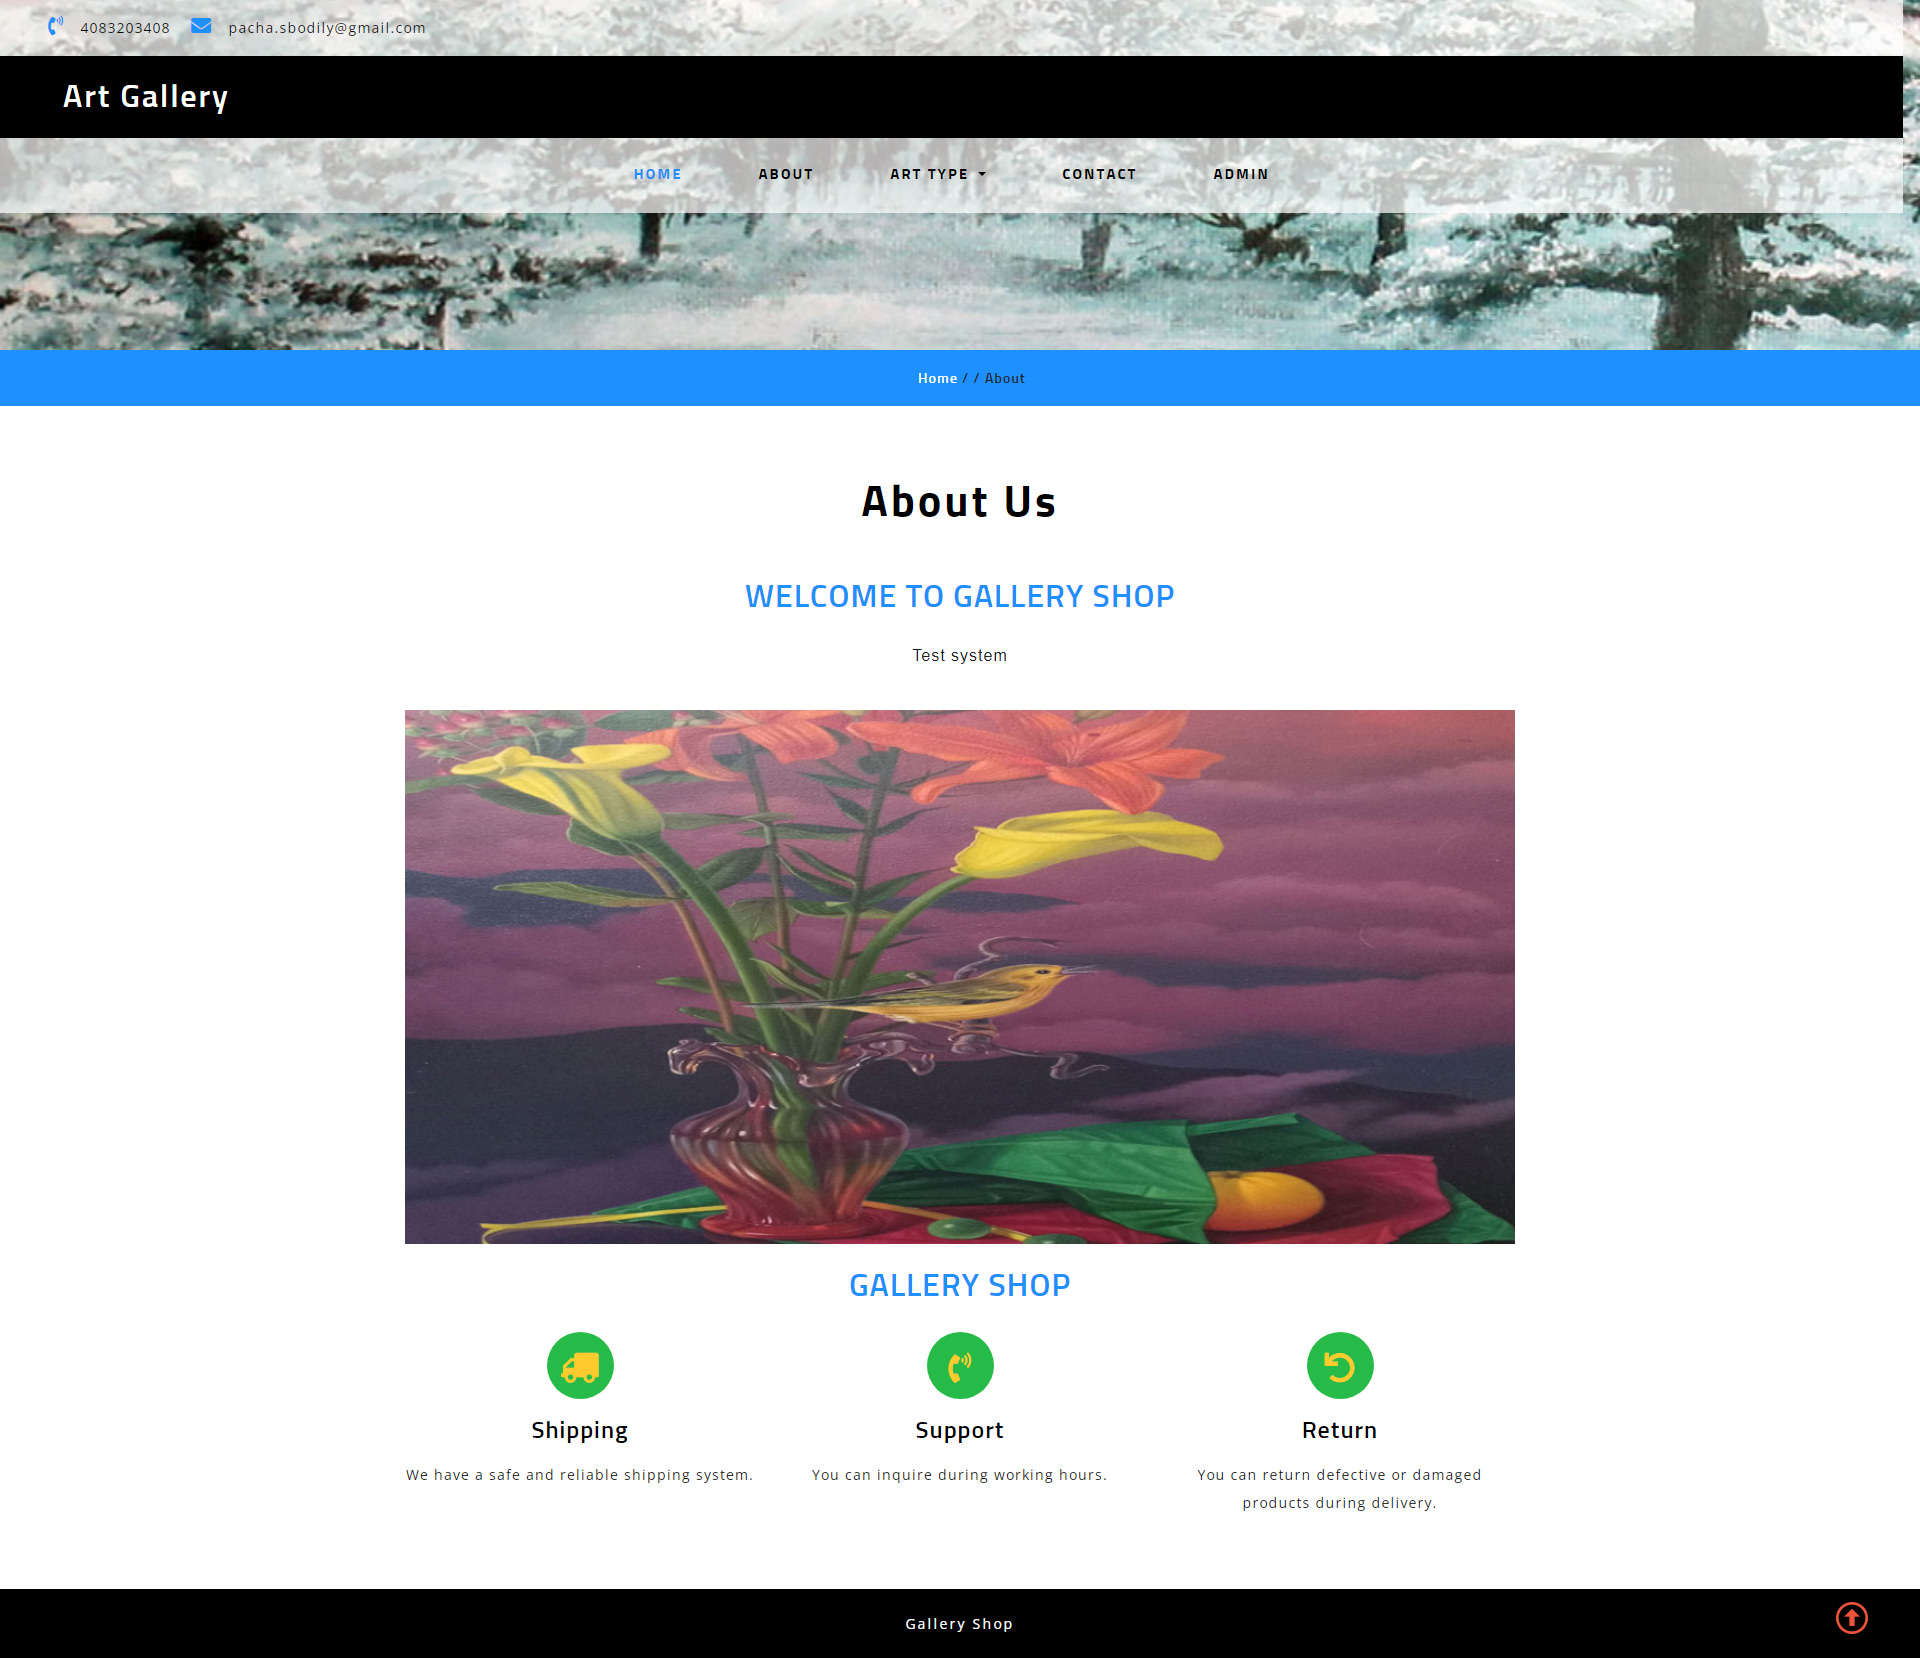 4083203408 pacha.sbodily@gmail.com
Art Gallery
HOME ABOUT ART TYPE CONTACT ADMIN
Home / / About
About Us
WELCOME TO GALLERY SHOP
Test system
GALLERY SHOP
Shipping
We have a safe and reliable shipping system.
Support
You can inquire during working hours.
Return
You can return defective or damaged
products during delivery.
Gallery Shop